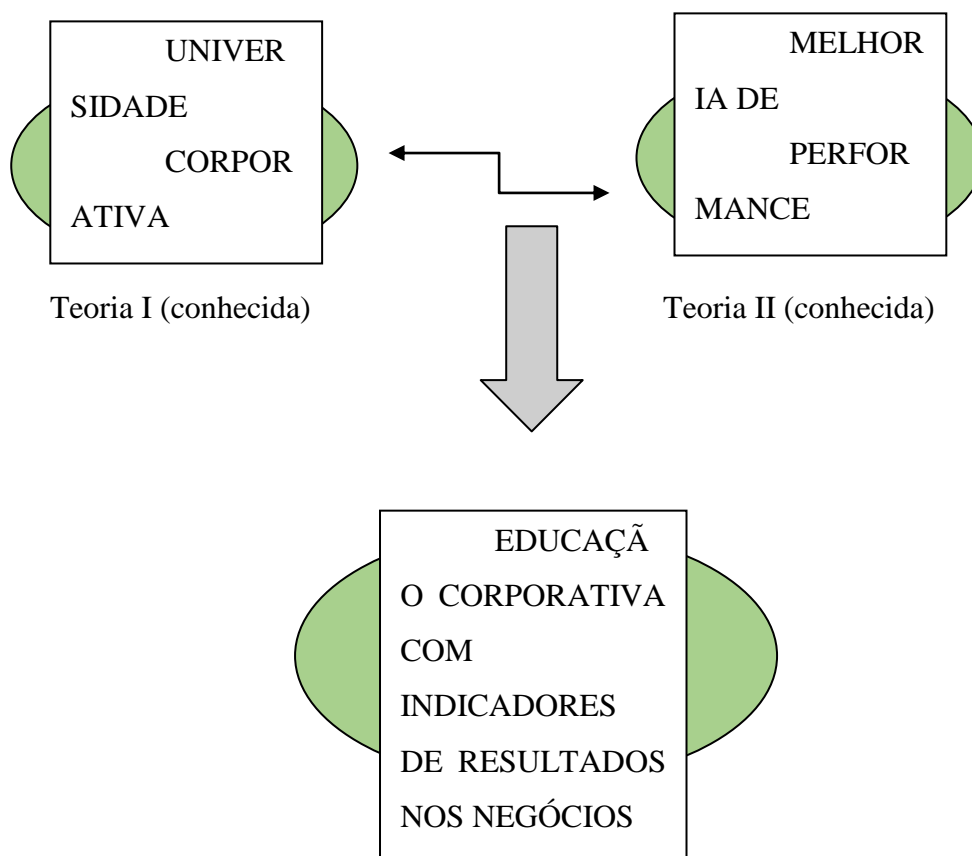 UNIVER
SIDADE
CORPOR
ATIVA
Teoria I (conhecida)
MELHOR
IA DE
PERFOR
MANCE
Teoria II (conhecida)
EDUCAÇÃ
O CORPORATIVA
COM
INDICADORES
DE RESULTADOS
NOS NEGÓCIOS